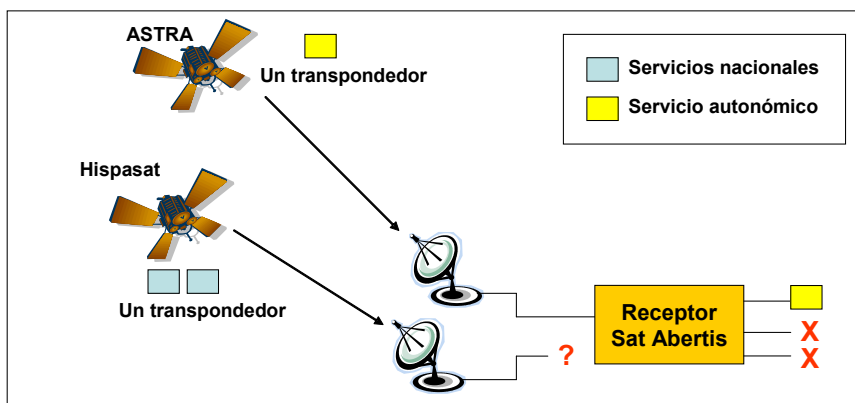 ASTRA
Un transpondedor
Servicios nacionales
Servicio autonómico
Hispasat
Un transpondedor
Receptor
Sat Abertis
X
?
X